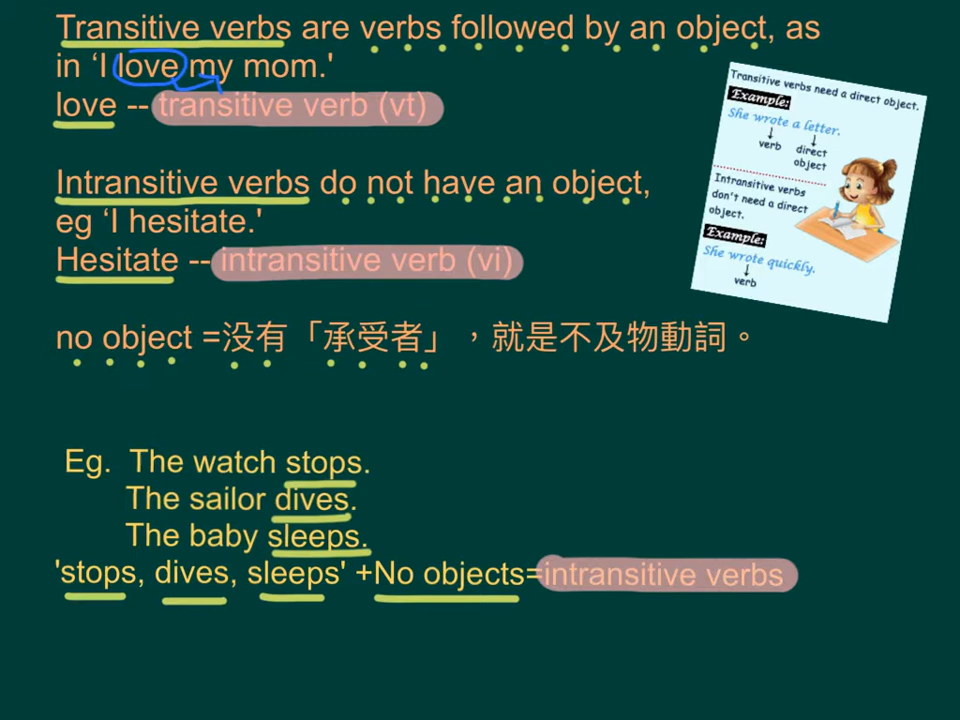 Transitive verbs are verbs followed by an object, as
in ‘I love my mom.'
love -- transitive verb (vt)
Intransitive verbs do not have an object,
eg ‘I hesitate.'
Hesitate -- intransitive verb (vi)
no object =没有「承受者」，就是不及物動詞。
Eg. The watch stops.
The sailor dives.
The baby sleeps.
'stops, dives, sleeps' +No objects=intransitive verbs
Transitive verbs need a direct object.
Example:
She wrote a letter.
verb direct
object
Intransitive verbs
don't need a direct
object.
Example:
She wrote quickly.
verb